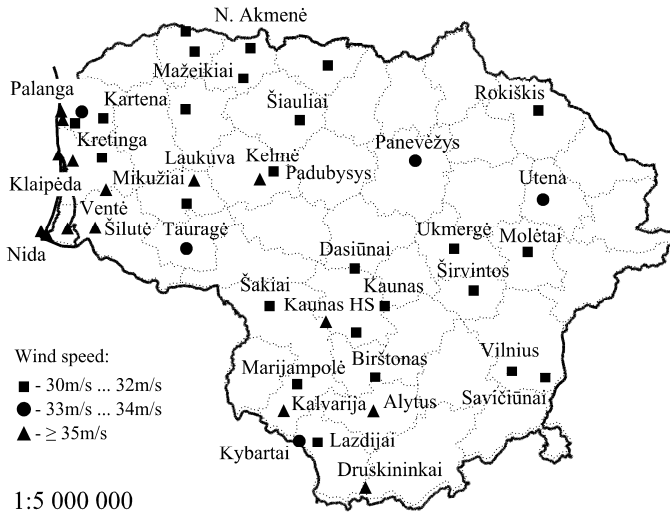 N. Akmenė
Mažeikiai
Palanga
Kartena
Šiauliai
Rokiškis
Kretinga
Panevėžys
Laukuva
Kelmė
Padubysys
Klaipėda
Mikužiai
Utena
Ventė
Šilutė
Tauragė
Ukmergė
Molėtai
Nida
Dasiūnai
Širvintos
Šakiai
Kaunas
Kaunas HS
Wind speed:
- 30m/s ... 32m/s
- 33m/s ... 34m/s
- ≥ 35m/s
Birštonas
Vilnius
Marijampolė
Savičiūnai
Kalvarija
Alytus
Kybartai
Lazdijai
Druskininkai
1:5 000 000